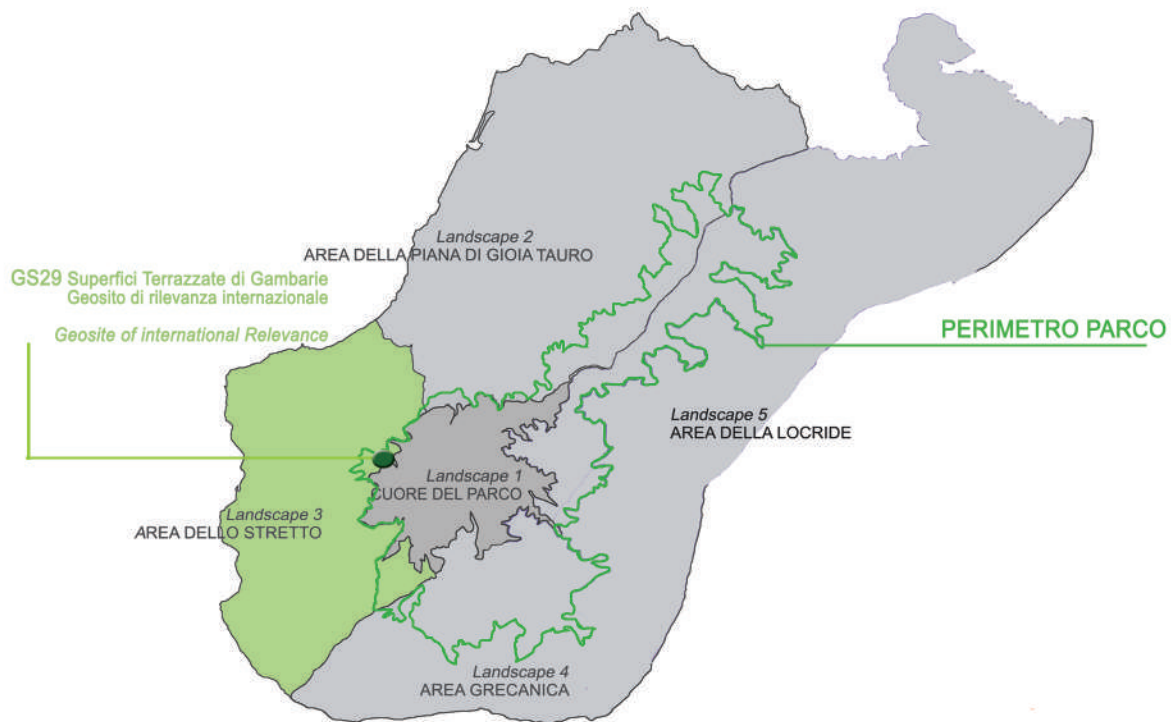 Landscape 2
AREA DELLA PIANA DI GIOIA TAURO
GS29 Superfici Terrazzate di Gambarie
Geosito di rilevanza internazionale
Geosite of international Relevance
PERIMETRO PARCO
Landscape 5
AREA DELLA LOCRIDE
Landscape 1
CUORE DEL PARCO
Landscape 3
AREA DELLO STRETTO
Landscape 4
AREA GRECANICA